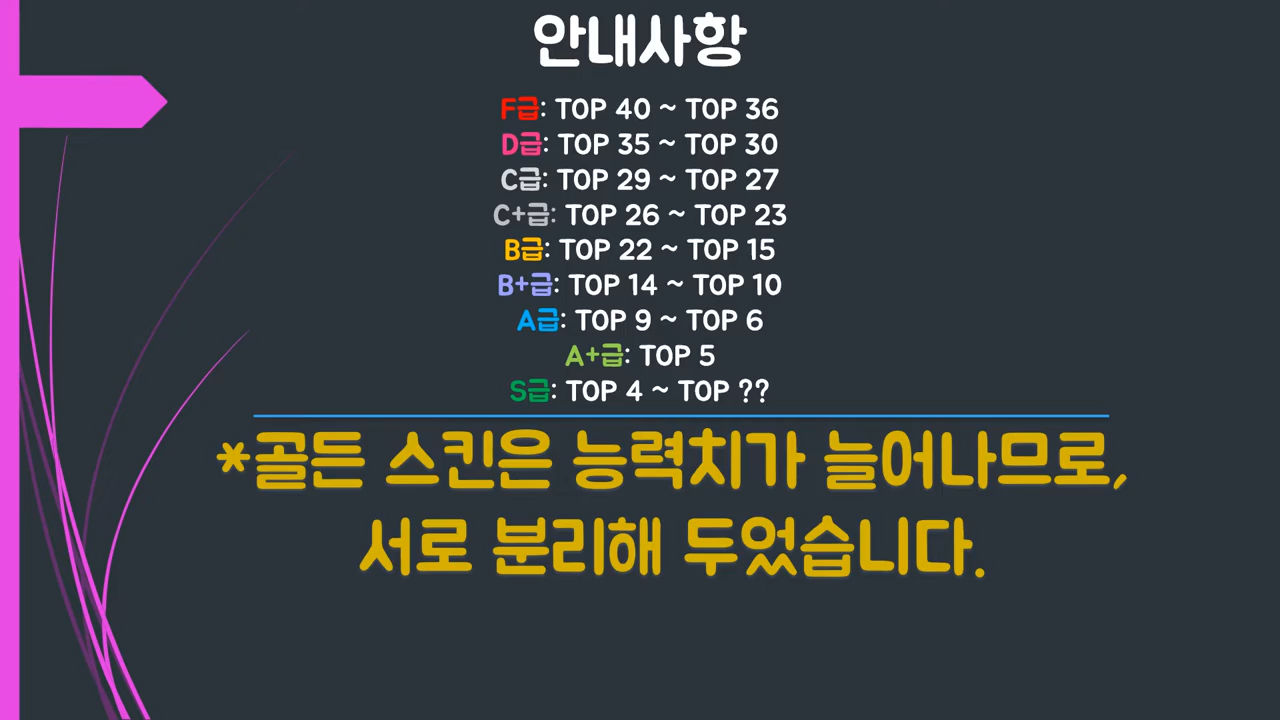 안내사항
F급: TOP 40 ~ TOP 36
D급: TOP 35 ~ TOP 30
C급: TOP 29 ~ TOP 27
C+급: TOP 26 ~ TOP 23
B급: TOP 22 ~ TOP 15
B+급: TOP 14 ~ TOP 10
A급: TOP 9 ~ TOP 6
A+급: TOP 5
S급: TOP 4 ~ TOP ??
*골든 스킨은 능력치가 늘어나므로,
서로 분리해 두었습니다.